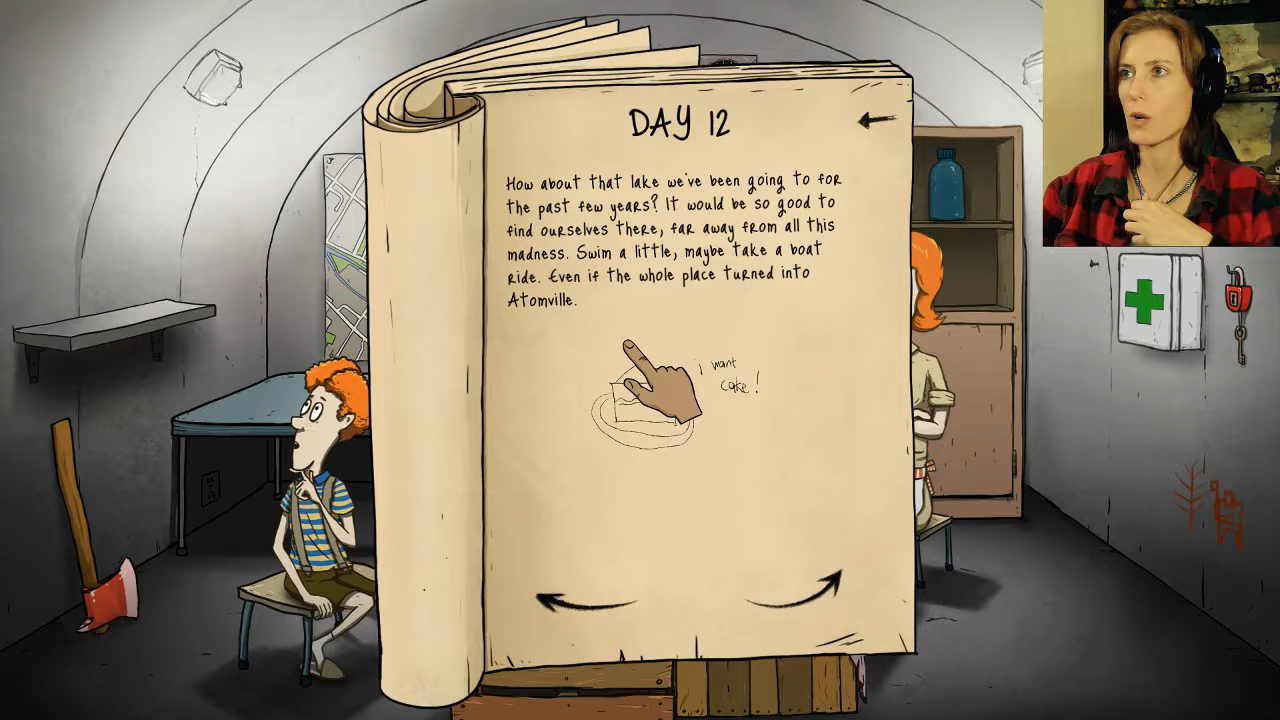 DAY 12
How about that lake we've been going to for
the past few years? It would be so good to
find ourselves there, far away from all this
madness. Swim a little, maybe take a boat
ride. Even if the whole place turned into
Atomville.
i want
cake!